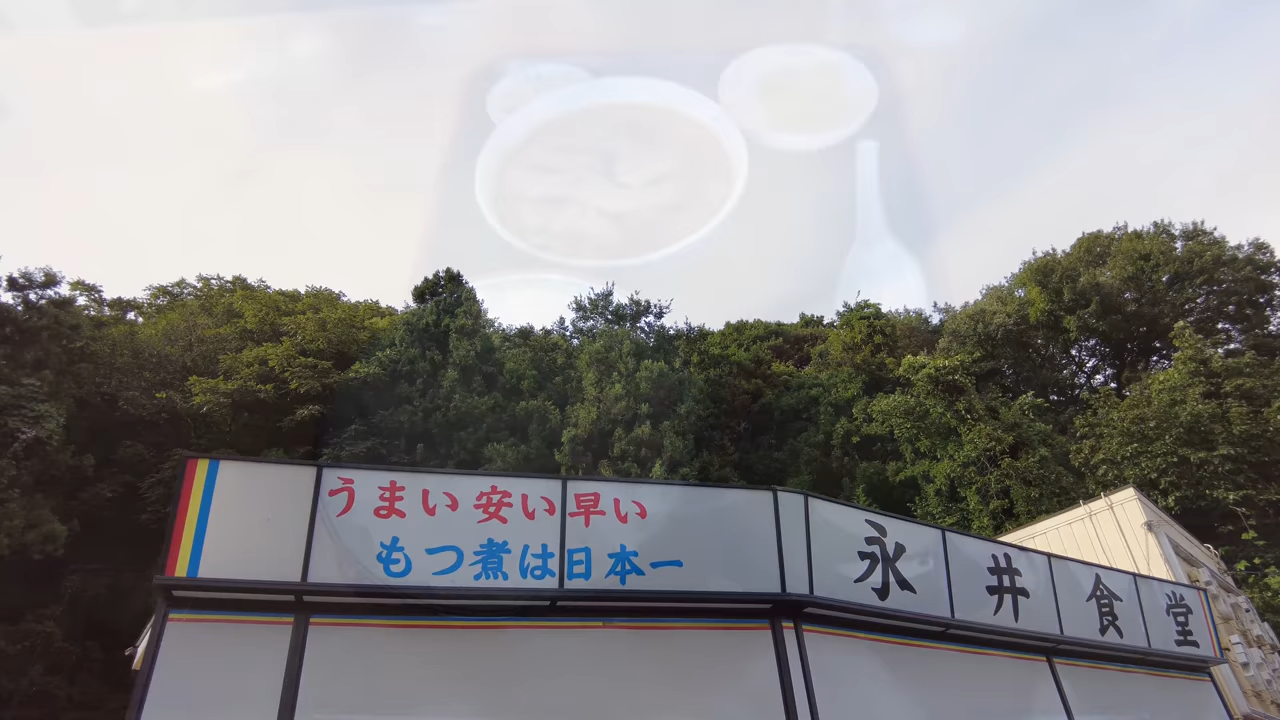 うまい 安い 早い
もつ煮は日本一
永井食堂